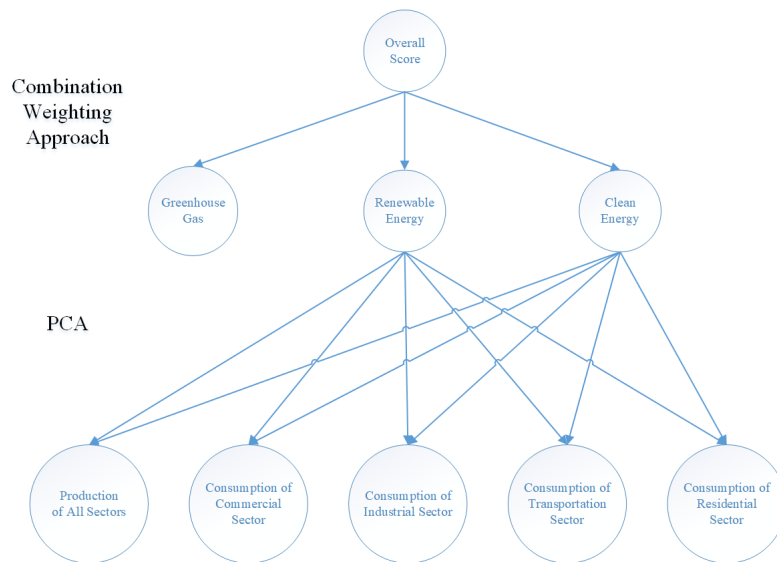 Overall
Score
Combination
Weighting
Approach
Greenhouse
Gas
Renewable
Energy
Clean
Energy
PCA
Production
of All Sectors
Consumption of
Commercial
Sector
Consumption of
Industrial Sector
Consumption of
Transportation
Sector
Consumption of
Residential
Sector